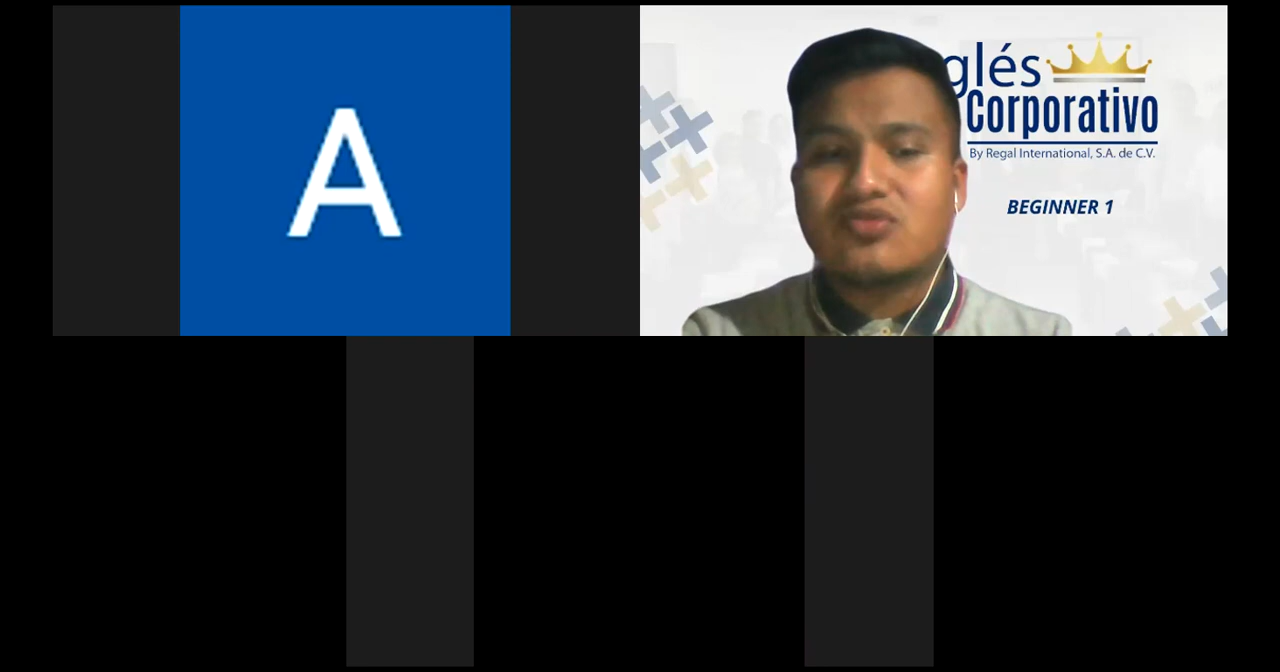 A
glés
Corporativo
By Regal International, S.A. de C.V.
BEGINNER 1